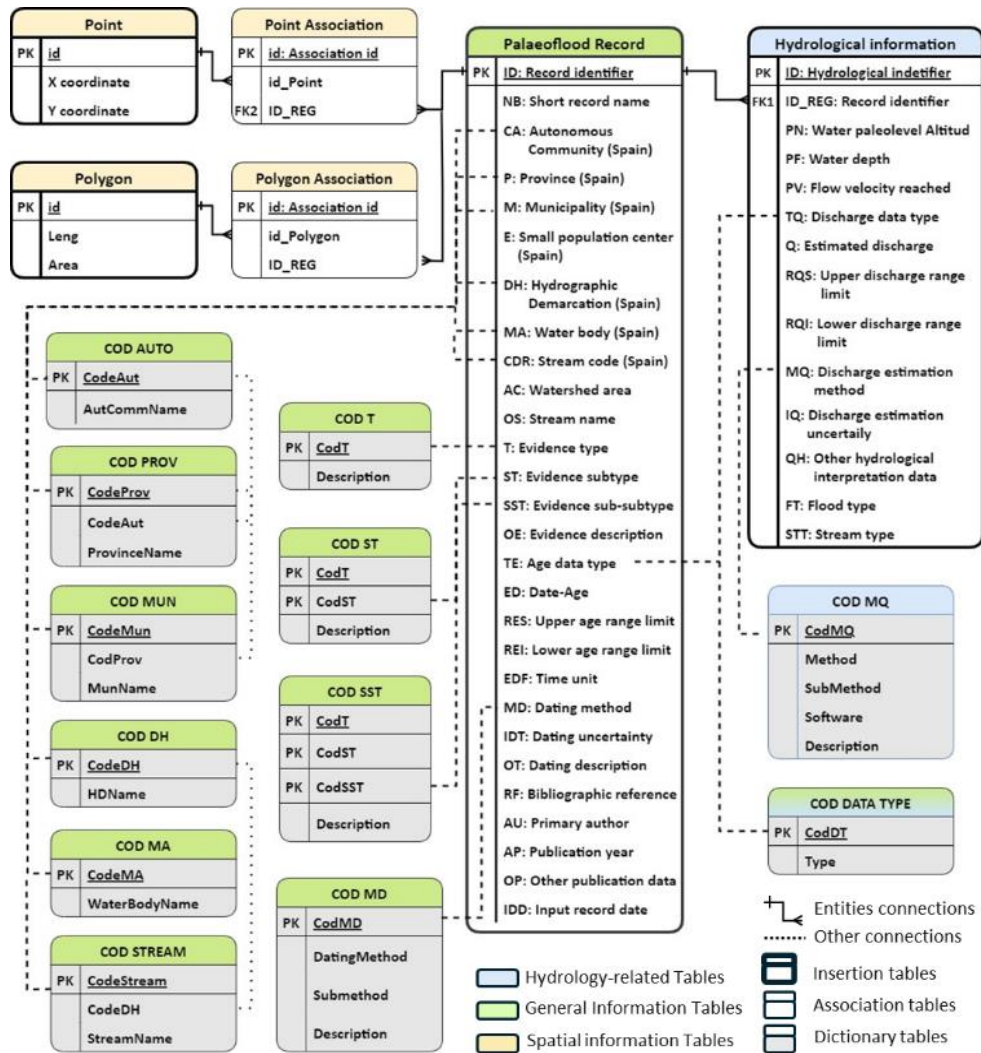 Point
PK id
X coordinate
Y coordinate
Point Association
PK id: Association id
id_Point
FK2 ID_REG
Polygon
PK id
Leng
Area
Polygon Association
PK id: Association id
id_Polygon
ID_REG
Palaeoflood Record
PK ID: Record identifier
NB: Short record name
CA: Autonomous
Community (Spain)
P: Province (Spain)
M: Municipality (Spain)
E: Small population center
(Spain)
DH: Hydrographic
Demarcation (Spain)
MA: Water body (Spain)
CDR: Stream code (Spain)
AC: Watershed area
OS: Stream name
T: Evidence type
ST: Evidence subtype
SST: Evidence sub-subtype
OE: Evidence description
TE: Age data type
ED: Date-Age
RES: Upper age range limit
REI: Lower age range limit
EDF: Time unit
MD: Dating method
IDT: Dating uncertainty
OT: Dating description
RF: Bibliographic reference
AU: Primary author
AP: Publication year
OP: Other publication data
IDD: Input record date
Hydrological information
PK ID: Hydrological indetifier
FK1 ID_REG: Record identifier
PN: Water paleolevel Altitud
PF: Water depth
PV: Flow velocity reached
TQ: Discharge data type
Q: Estimated discharge
RQS: Upper discharge range
limit
RQI: Lower discharge range
limit
MQ: Discharge estimation
method
IQ: Discharge estimation
uncertaily
QH: Other hydrological
interpretation data
FT: Flood type
STT: Stream type
COD AUTO
PK CodeAut
AutCommName
COD PROV
PK CodeProv
CodeAut
ProvinceName
COD MUN
PK CodeMun
CodProv
MunName
COD DH
PK CodeDH
HDName
COD MA
PK CodeMA
WaterBodyName
COD STREAM
PK CodeStream
CodeDH
StreamName
COD T
PK CodT
Description
COD ST
PK CodT
PK CodST
Description
COD SST
PK CodT
PK CodST
PK CodSST
Description
COD MD
PK CodMD
DatingMethod
Submethod
Description
COD MQ
PK CodMQ
Method
SubMethod
Software
Description
COD DATA TYPE
PK CodDT
Type
Hydrology-related Tables
General Information Tables
Spatial information Tables
Entities connections
Other connections
Insertion tables
Association tables
Dictionary tables